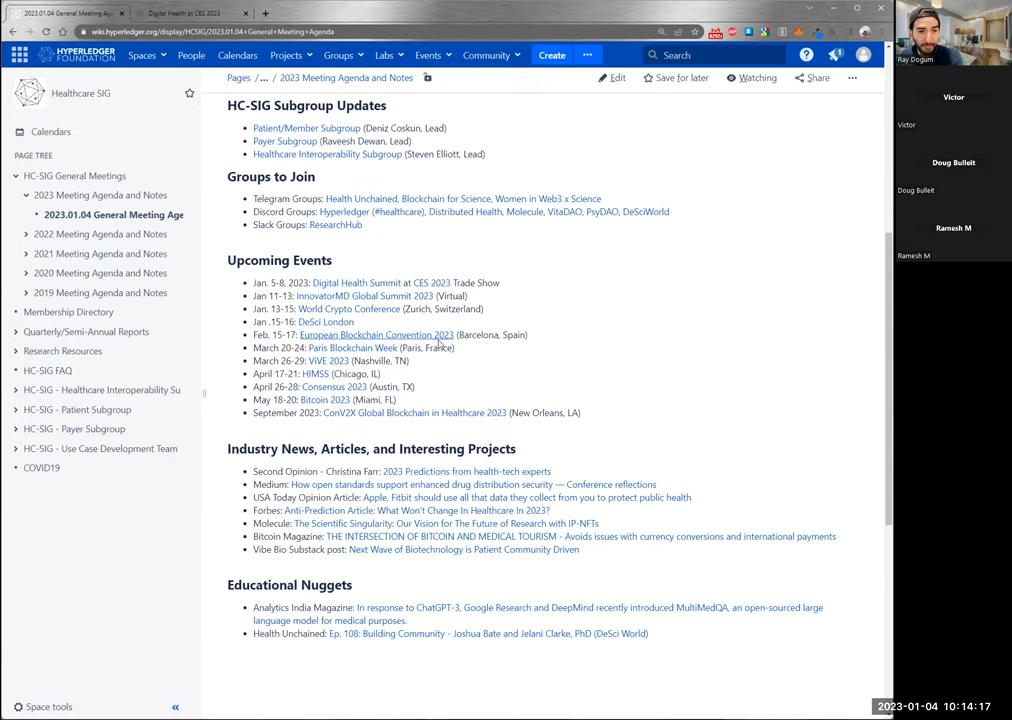 2023.01.04 General Meeting Age
Digital Health at CES 2023
wiki.hyperledger.org/display/HCSIG/2023.01.04+General+Meeting+Agenda
HYPERLEDGER
FOUNDATION
Spaces People Calendars Projects Groups Labs Events Community Create Search
Healthcare SIG
Calendars
PAGE TREE
HC-SIG General Meetings
2023 Meeting Agenda and Notes
2023.01.04 General Meeting Age
2022 Meeting Agenda and Notes
2021 Meeting Agenda and Notes
2020 Meeting Agenda and Notes
2019 Meeting Agenda and Notes
Membership Directory
Quarterly/Semi-Annual Reports
Research Resources
HC-SIG FAQ
HC-SIG - Healthcare Interoperability Su
HC-SIG - Patient Subgroup
HC-SIG - Payer Subgroup
HC-SIG - Use Case Development Team
COVID19
Space tools
Pages /... / 2023 Meeting Agenda and Notes
Edit Save for later Watching Share
HC-SIG Subgroup Updates
Patient/Member Subgroup (Deniz Coskun, Lead)
Payer Subgroup (Raveesh Dewan, Lead)
Healthcare Interoperability Subgroup (Steven Elliott, Lead)
Groups to Join
Telegram Groups: Health Unchained, Blockchain for Science, Women in Web3 x Science
Discord Groups: Hyperledger (#healthcare), Distributed Health, Molecule, VitaDAO, PsyDAO, DeSciWorld
Slack Groups: ResearchHub
Upcoming Events
Jan. 5-8, 2023: Digital Health Summit at CES 2023 Trade Show
Jan 11-13: InnovatorMD Global Summit 2023 (Virtual)
Jan. 13-15: World Crypto Conference (Zurich, Switzerland)
Jan .15-16: DeSci London
Feb. 15-17: European Blockchain Convention 2023 (Barcelona, Spain)
March 20-24: Paris Blockchain Week (Paris, France)
March 26-29: ViVE 2023 (Nashville, TN)
April 17-21: HIMSS (Chicago, IL)
April 26-28: Consensus 2023 (Austin, TX)
May 18-20: Bitcoin 2023 (Miami, FL)
September 2023: ConV2X Global Blockchain in Healthcare 2023 (New Orleans, LA)
Industry News, Articles, and Interesting Projects
Second Opinion - Christina Farr: 2023 Predictions from health-tech experts
Medium: How open standards support enhanced drug distribution security — Conference reflections
USA Today Opinion Article: Apple, Fitbit should use all that data they collect from you to protect public health
Forbes: Anti-Prediction Article: What Won't Change In Healthcare In 2023?
Molecule: The Scientific Singularity: Our Vision for The Future of Research with IP-NFTs
Bitcoin Magazine: THE INTERSECTION OF BITCOIN AND MEDICAL TOURISM - Avoids issues with currency conversions and international payments
Vibe Bio Substack post: Next Wave of Biotechnology is Patient Community Driven
Educational Nuggets
Analytics India Magazine: In response to ChatGPT-3, Google Research and DeepMind recently introduced MultiMedQA, an open-sourced large
language model for medical purposes.
Health Unchained: Ep. 108: Building Community - Joshua Bate and Jelani Clarke, PhD (DeSci World)
Ray Dogum
Victor
Victor
Doug Bulleit
Doug Bulleit
Ramesh M
Ramesh M
2023-01-04 10:14:17